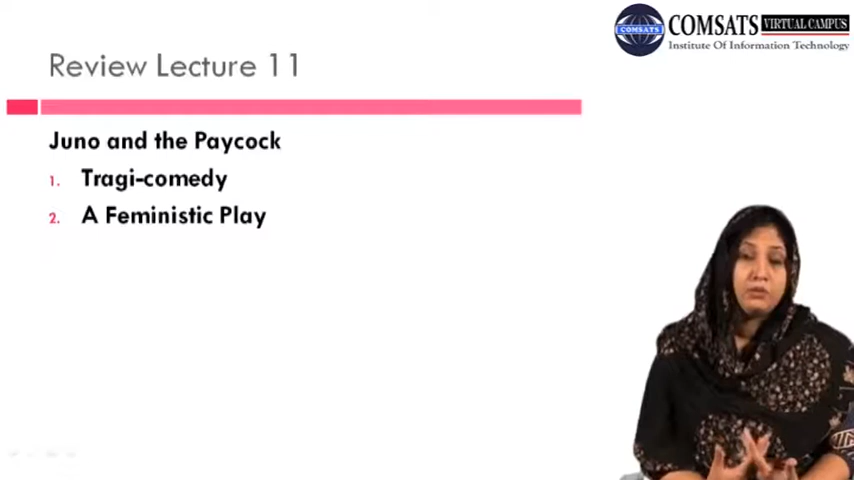 COMSATS VIRTUAL CAMPUS
Institute Of Information Technology
COMSATS
Review Lecture 11
Juno and the Paycock
1. Tragi-comedy
2. A Feministic Play